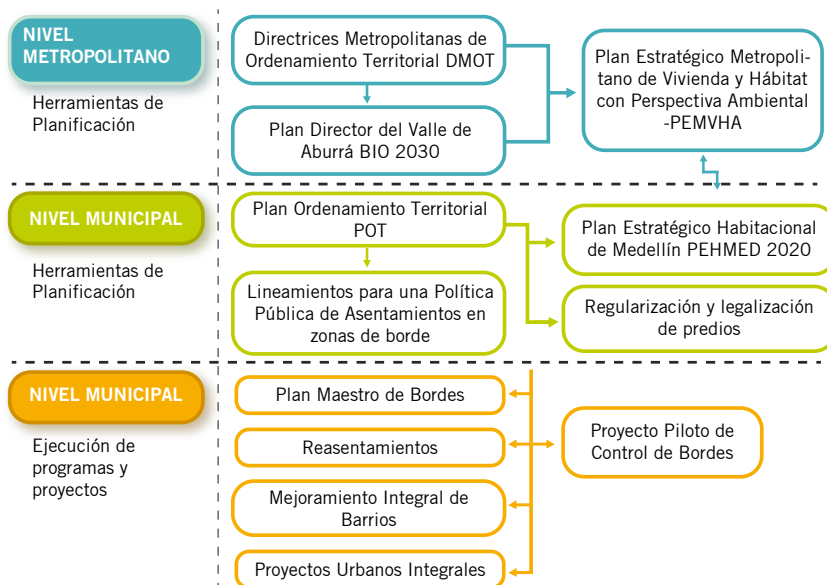 NIVEL
METROPOLITANO
Herramientas de
Planificación
Directrices Metropolitanas de
Ordenamiento Territorial DMOT
Plan Director del Valle de
Aburrá BIO 2030
Plan Estratégico Metropoli-
tano de Vivienda y Hábitat
con Perspectiva Ambiental
-PEMVHA
NIVEL MUNICIPAL
Herramientas de
Planificación
Plan Ordenamiento Territorial
POT
Lineamientos para una Política
Pública de Asentamientos en
zonas de borde
Plan Estratégico Habitacional
de Medellín PEHMED 2020
Regularización y legalización
de predios
NIVEL MUNICIPAL
Ejecución de
programas y
proyectos
Plan Maestro de Bordes
Reasentamientos
Mejoramiento Integral de
Barrios
Proyectos Urbanos Integrales
Proyecto Piloto de
Control de Bordes